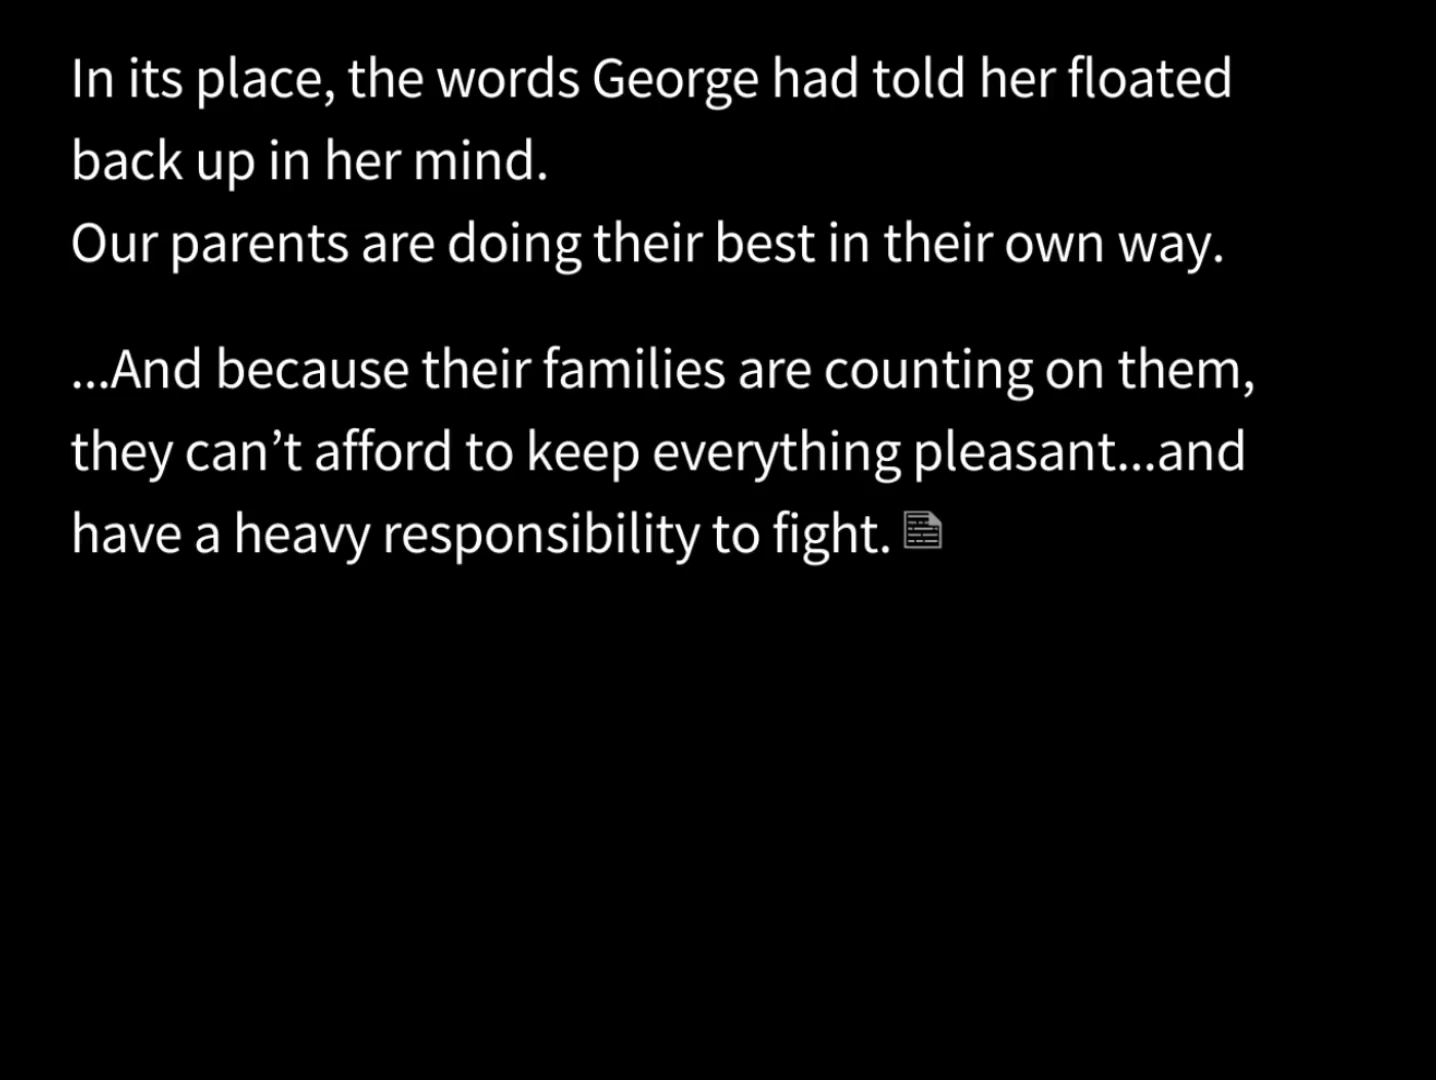 In its place, the words George had told her floated
back up in her mind.
Our parents are doing their best in their own way.
...And because their families are counting on them,
they can’t afford to keep everything pleasant...and
have a heavy responsibility to fight.